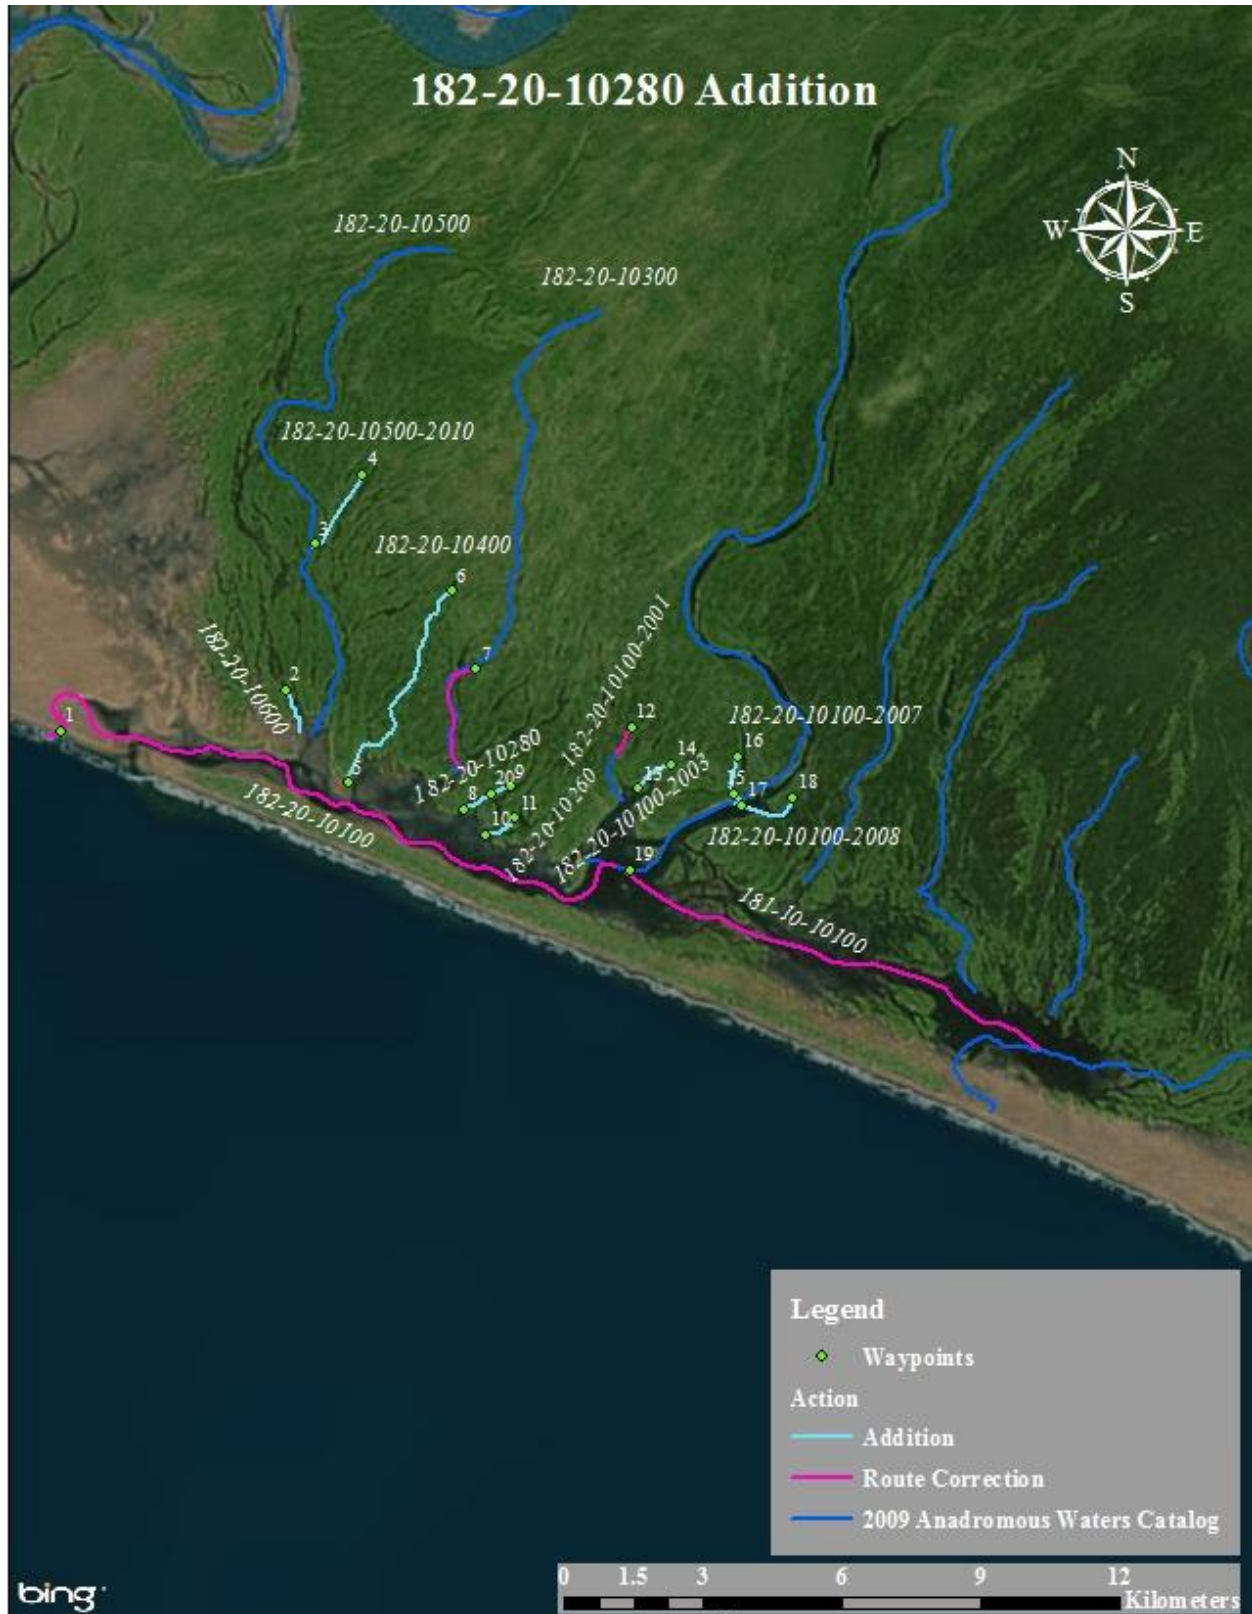 182-20-10280 Addition
N
W
E
S
182-20-10500
182-20-10300
182-20-10500-2010
4
3
182-20-10400
6
182-20-10600
2
182-20-10100-2001
7
1
12
182-20-10100-2007
182-20-10280
182-20-10260
14
16
13
182-20-10100-2003
5
8
20
9
15
17
18
182-20-10100
10
11
182-20-10100-2008
19
181-10-10100
Legend
Waypoints
Action
Addition
Route Correction
2009 Anadromous Waters Catalog
bing
0 1.5 3 6 9 12
Kilometers